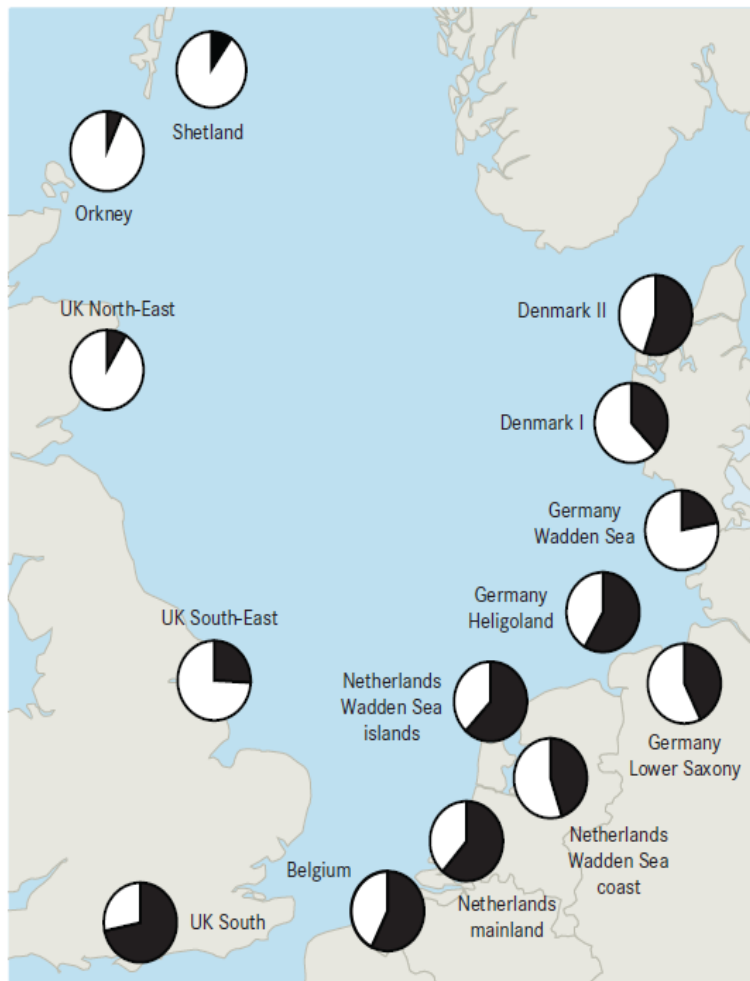 Shetland
Orkney
UK North-East
Denmark II
Denmark I
Germany
Wadden Sea
Germany
Heligoland
UK South-East
Netherlands
Wadden Sea
islands
Germany
Lower Saxony
Netherlands
Wadden Sea
coast
Belgium
Netherlands
mainland
UK South